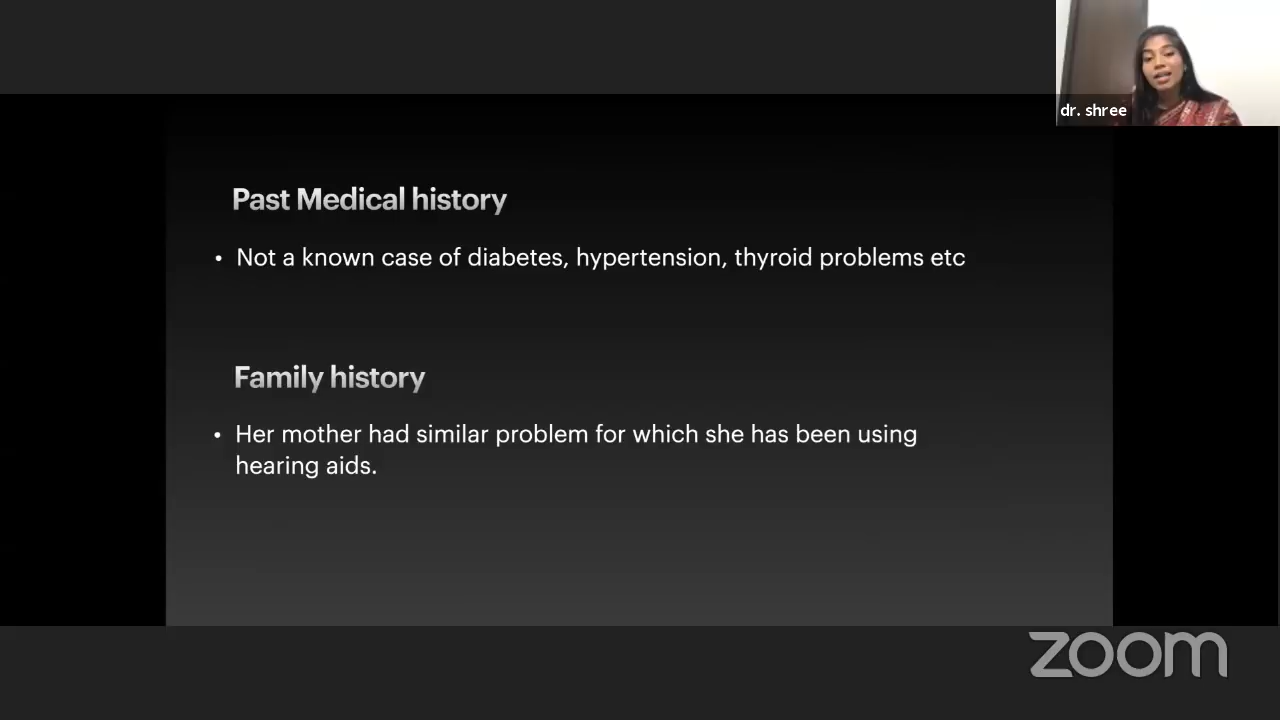 dr. shree
Past Medical history
• Not a known case of diabetes, hypertension, thyroid problems etc
Family history
• Her mother had similar problem for which she has been using
hearing aids.
zoom